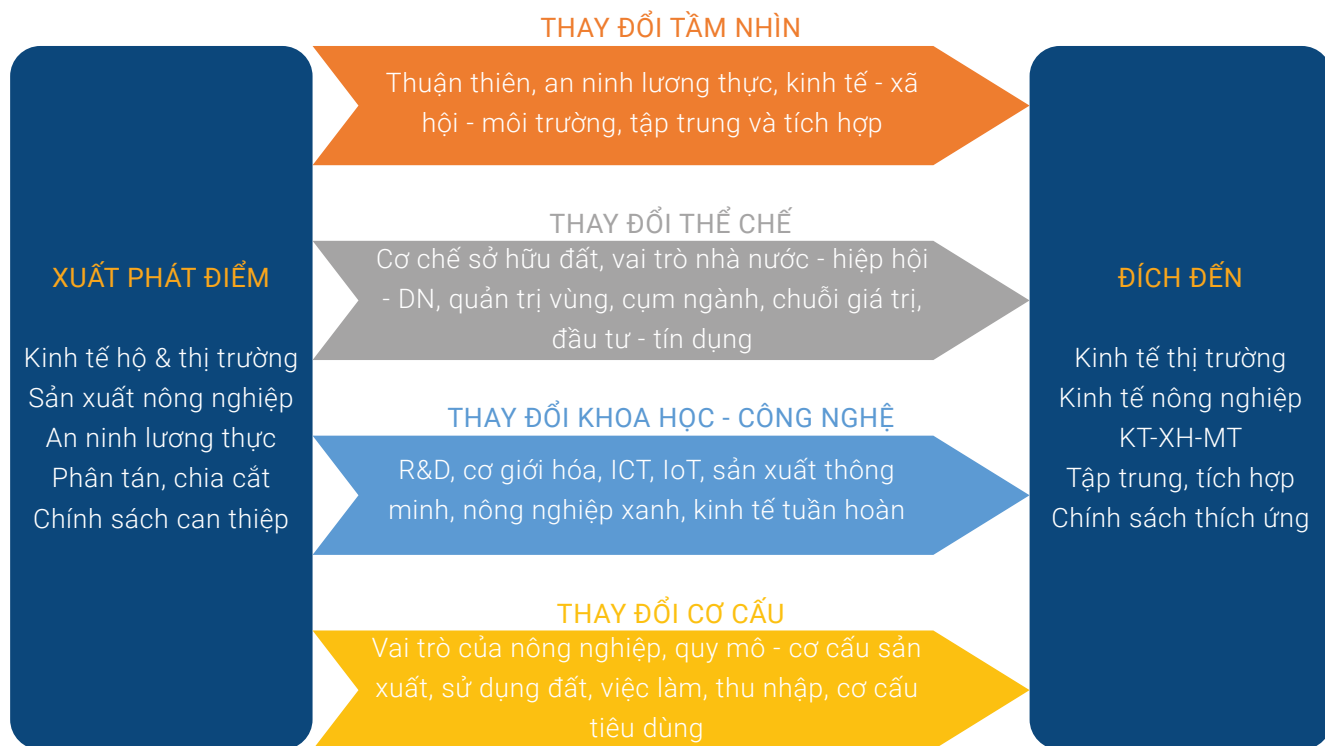 XUẤT PHÁT ĐIỂM
Kinh tế hộ & thị trường
Sản xuất nông nghiệp
An ninh lương thực
Phân tán, chia cắt
Chính sách can thiệp
THAY ĐỔI TẦM NHÌN
Thuận thiên, an ninh lương thực, kinh tế - xã
hội - môi trường, tập trung và tích hợp
THAY ĐỔI THỂ CHẾ
Cơ chế sở hữu đất, vai trò nhà nước - hiệp hội
- DN, quản trị vùng, cụm ngành, chuỗi giá trị,
đầu tư - tín dụng
THAY ĐỔI KHOA HỌC - CÔNG NGHỆ
R&D, cơ giới hóa, ICT, IoT, sản xuất thông
minh, nông nghiệp xanh, kinh tế tuần hoàn
THAY ĐỔI CƠ CẤU
Vai trò của nông nghiệp, quy mô - cơ cấu sản
xuất, sử dụng đất, việc làm, thu nhập, cơ cấu
tiêu dùng
ĐÍCH ĐẾN
Kinh tế thị trường
Kinh tế nông nghiệp
KT-XH-MT
Tập trung, tích hợp
Chính sách thích ứng